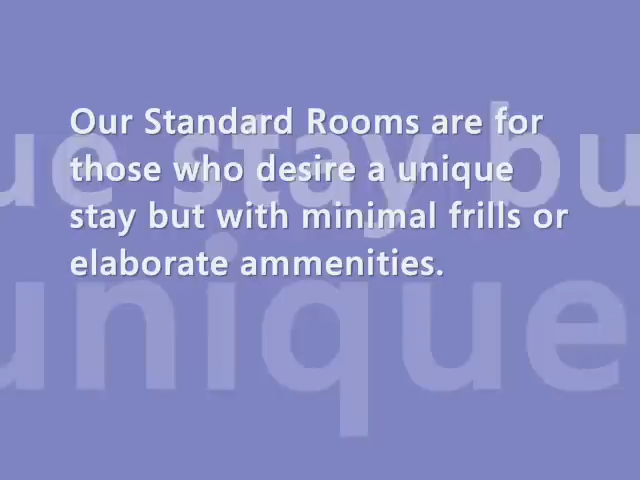 Our Standard Rooms are for
those who desire a unique
stay but with minimal frills or
elaborate ammenities.
ue stay bu
unique